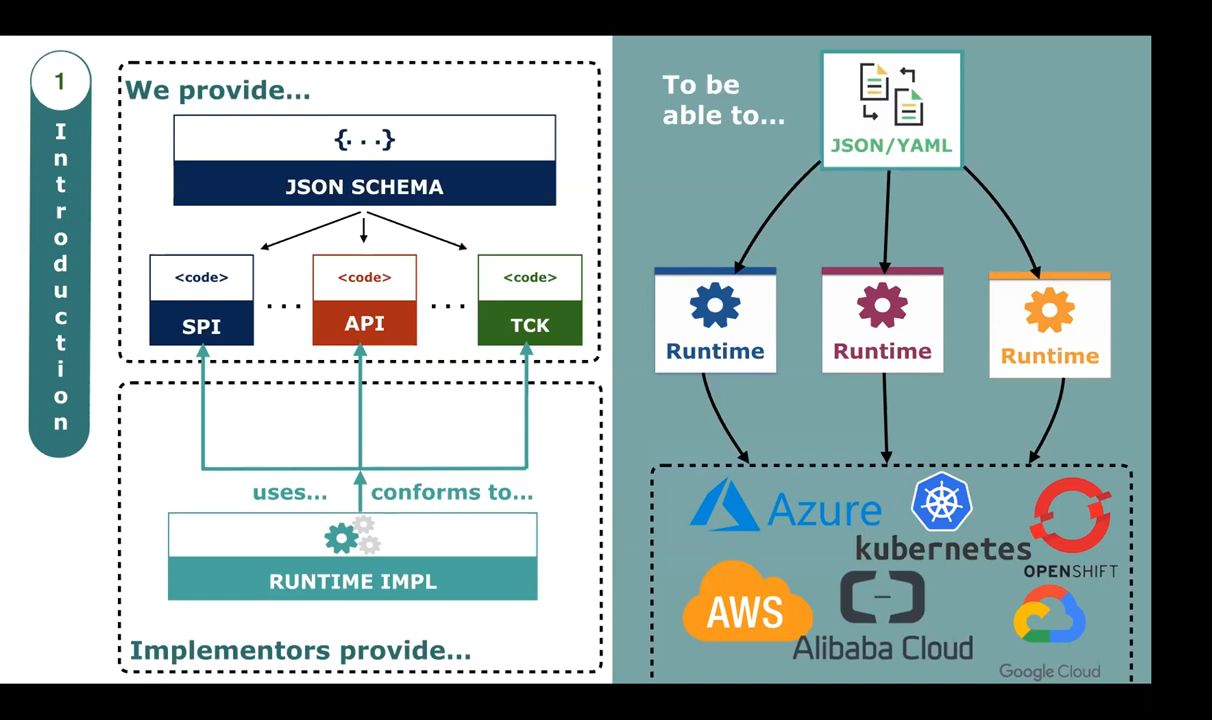 1
Introduction
We provide...
{...}
JSON SCHEMA
<code>
SPI
...
<code>
API
...
<code>
TCK
uses...
conforms to...
RUNTIME IMPL
Implementors provide...
To be
able to...
JSON/YAML
Runtime
Runtime
Runtime
Azure
kubernetes
OPENSHIFT
AWS
Alibaba Cloud
Google Cloud